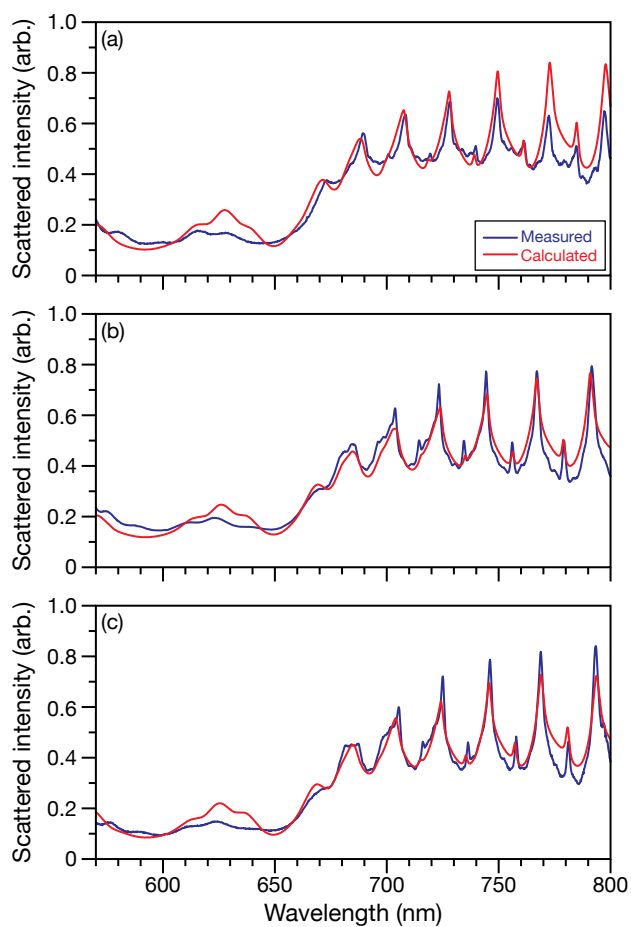 (a)
1.0
0.8
0.6
0.4
0.2
0
Scattered intensity (arb.)
Measured
Calculated
(b)
1.0
0.8
0.6
0.4
0.2
0
Scattered intensity (arb.)
(c)
1.0
0.8
0.6
0.4
0.2
0
Scattered intensity (arb.)
600 650 700 750 800
Wavelength (nm)